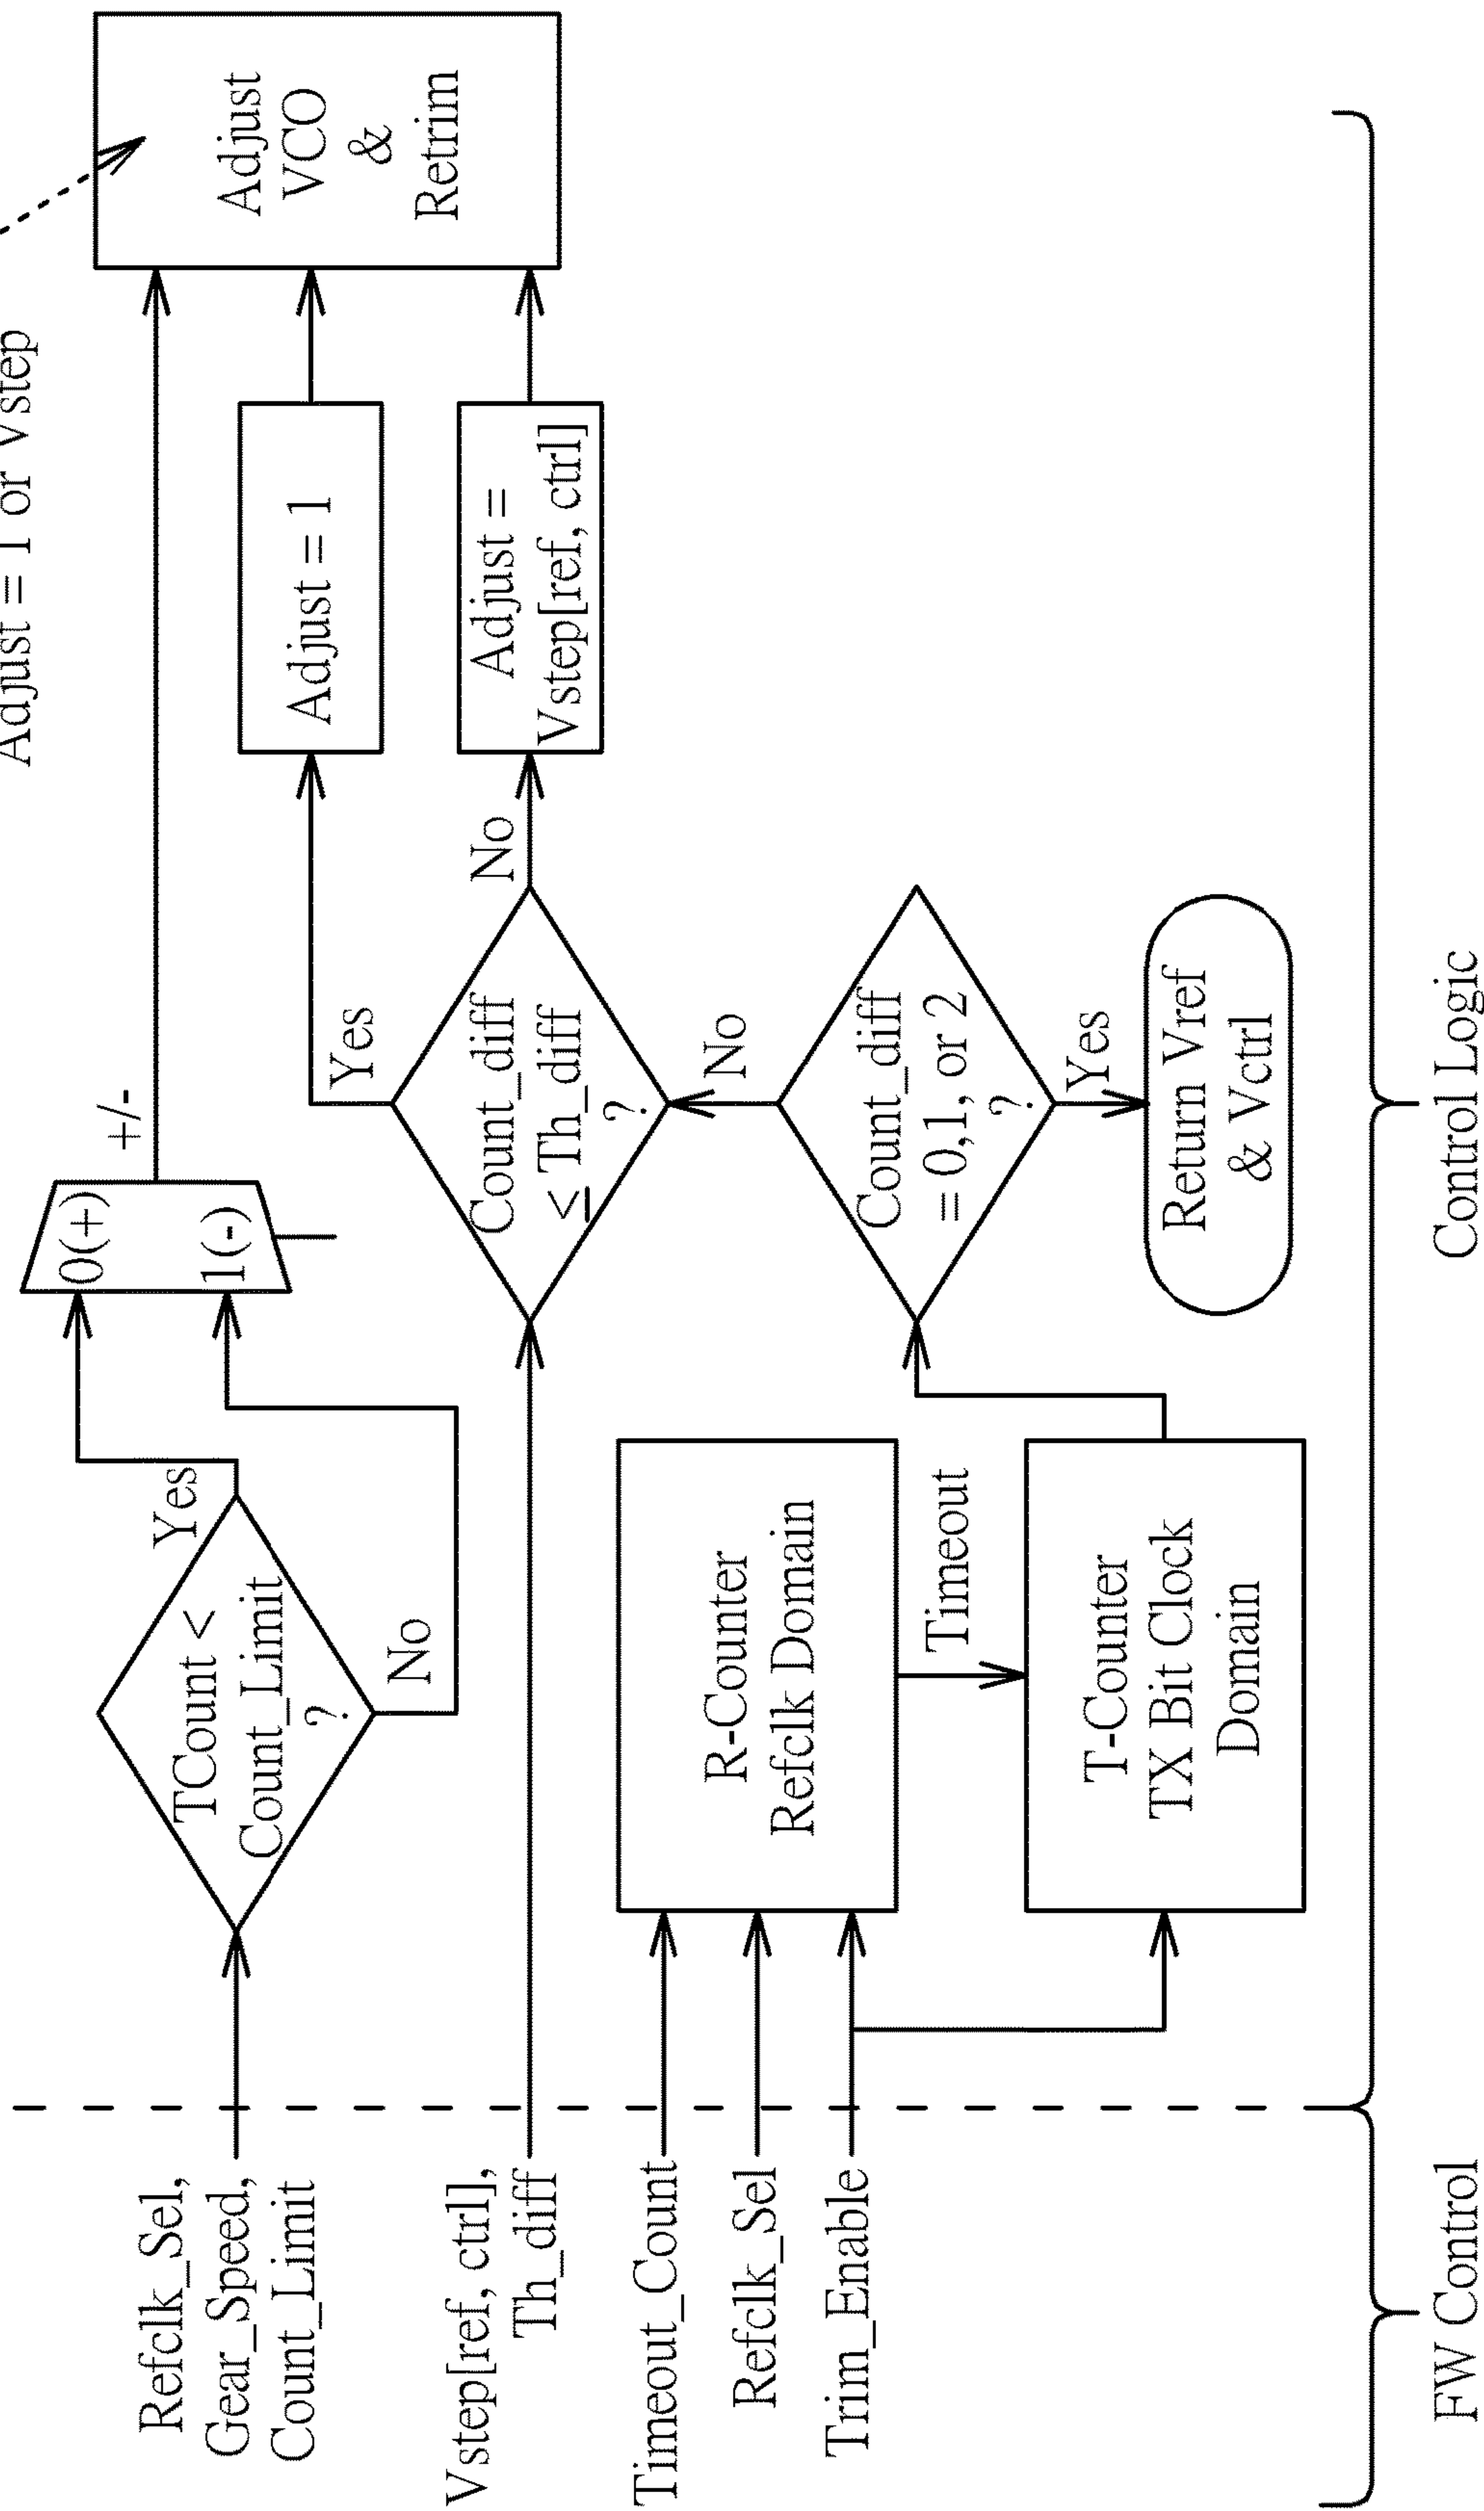 Adjust = 1 or Vstep
Refclk_Sel,
Gear_Speed,
Count_Limit
TCount <
Count_Limit
?
Yes
No
0(+)
1(-)
+/-
Adjust
VCO
&
Retrim
Vstep[ref, ctrl],
Th_diff
Count_diff
≤ Th_diff
?
Yes
No
Adjust = 1
Adjust =
Vstep[ref, ctrl]
Timeout_Count
Refclk_Sel
Trim_Enable
R-Counter
Refclk Domain
Timeout
T-Counter
TX Bit Clock
Domain
Count_diff
= 0,1, or 2
?
No
Yes
Return Vref
& Vctrl
FW Control
Control Logic